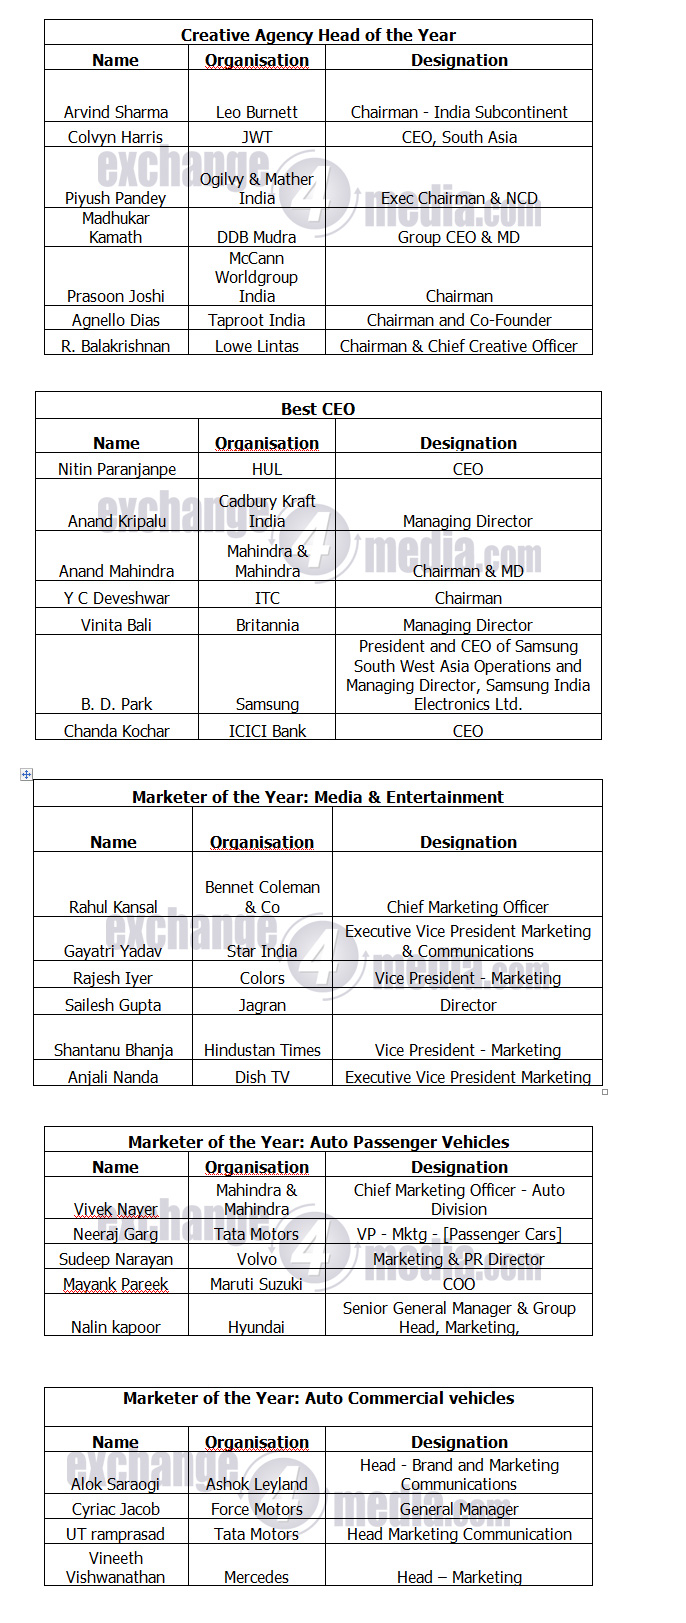 Creative Agency Head of the Year
Name Organisation Designation
Arvind Sharma Leo Burnett Chairman - India Subcontinent
Colvyn Harris JWT CEO, South Asia
exchange4media.com
Piyush Pandey Ogilvy & Mather India Exec Chairman & NCD
Madhukar Kamath DDB Mudra Group CEO & MD
Prasoon Joshi McCann Worldgroup India Chairman
Agnello Dias Taproot India Chairman and Co-Founder
R. Balakrishnan Lowe Lintas Chairman & Chief Creative Officer
Best CEO
Name Organisation Designation
Nitin Paranjanpe HUL CEO
exchange4media.com
Anand Kripalu Cadbury Kraft India Managing Director
Anand Mahindra Mahindra & Mahindra Chairman & MD
Y C Deveshwar ITC Chairman
Vinita Bali Britannia Managing Director
B. D. Park Samsung President and CEO of Samsung South West Asia Operations and Managing Director, Samsung India Electronics Ltd.
Chanda Kochar ICICI Bank CEO
Marketer of the Year: Media & Entertainment
Name Organisation Designation
Rahul Kansal Bennet Coleman & Co Chief Marketing Officer
exchange4media.com
Gayatri Yadav Star India Executive Vice President Marketing & Communications
Rajesh Iyer Colors Vice President - Marketing
Sailesh Gupta Jagran Director
Shantanu Bhanja Hindustan Times Vice President - Marketing
Anjali Nanda Dish TV Executive Vice President Marketing
Marketer of the Year: Auto Passenger Vehicles
Name Organisation Designation
Vivek Nayer Mahindra & Mahindra Chief Marketing Officer - Auto Division
exchange4media.com
Neeraj Garg Tata Motors VP - Mktg - [Passenger Cars]
Sudeep Narayan Volvo Marketing & PR Director
Mayank Pareek Maruti Suzuki COO
Nalin kapoor Hyundai Senior General Manager & Group Head, Marketing,
Marketer of the Year: Auto Commercial vehicles
Name Organisation Designation
exchange4media.com
Alok Saraogi Ashok Leyland Head - Brand and Marketing Communications
Cyriac Jacob Force Motors General Manager
UT ramprasad Tata Motors Head Marketing Communication
Vineeth Vishwanathan Mercedes Head – Marketing